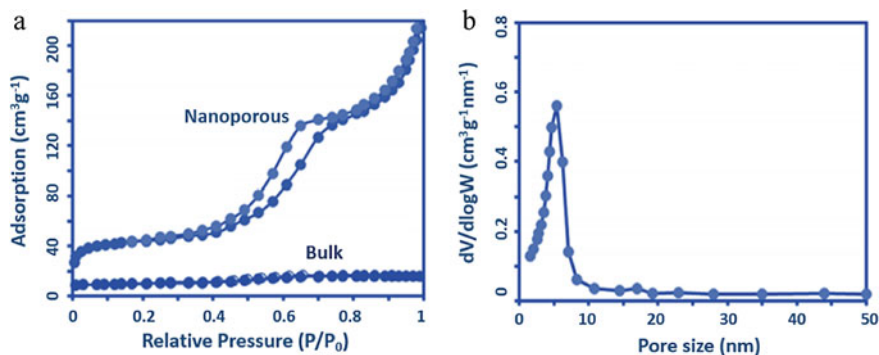 a
Adsorption (cm³g⁻¹)
200
160
120
80
40
0
Nanoporous
Bulk
0
0.2
0.4
0.6
0.8
1
Relative Pressure (P/P₀)
b
dV/dlogW (cm³g⁻¹nm⁻¹)
0.8
0.6
0.4
0.2
0
0
10
20
30
40
50
Pore size (nm)